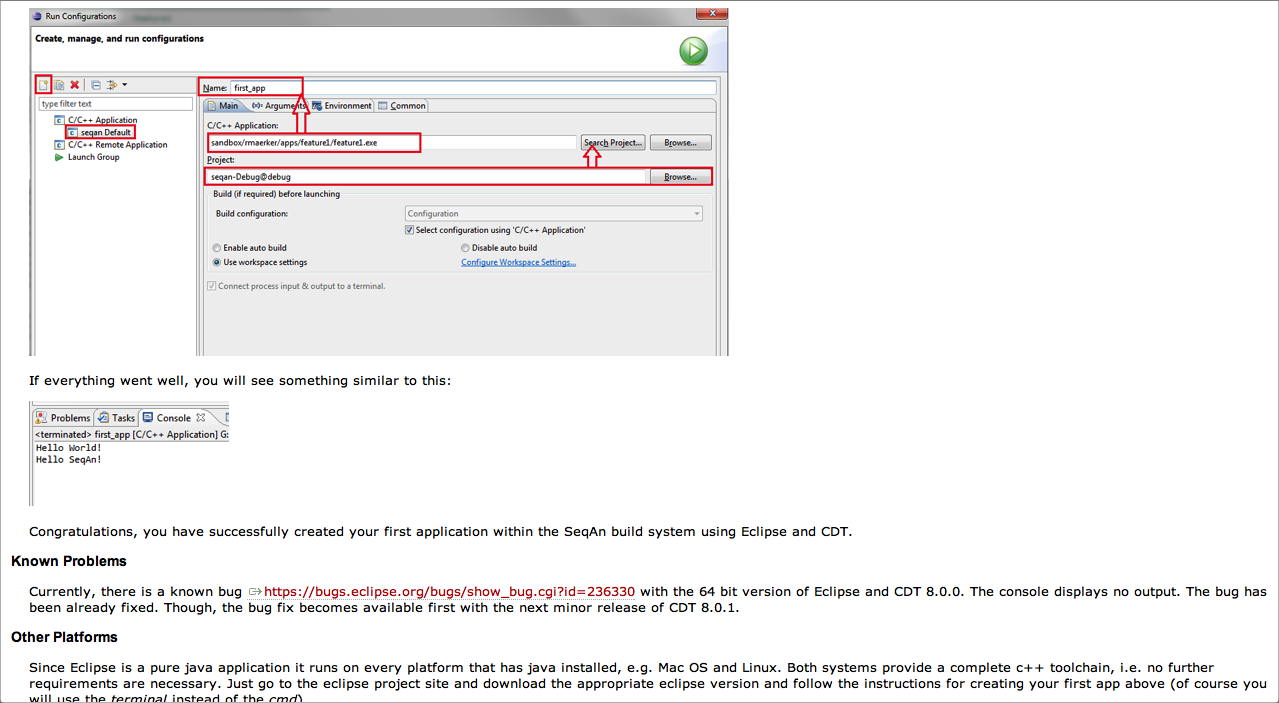 Run Configurations
Create, manage, and run configurations
Name: first_app
type filter text
Main Arguments Environment Common
C/C++ Application
seqan Default
C/C++ Remote Application
Launch Group
C/C++ Application:
sandbox/rmaerker/apps/feature1/feature1.exe
Search Project...
Browse...
Project:
seqan-Debug@debug
Browse...
Build (if required) before launching
Build configuration:
Configuration
Select configuration using 'C/C++ Application'
Enable auto build
Disable auto build
Use workspace settings
Configure Workspace Settings...
Connect process input & output to a terminal.
If everything went well, you will see something similar to this:
Problems Tasks Console
<terminated> first_app [C/C++ Application] G:
Hello World!
Hello SeqAn!
Congratulations, you have successfully created your first application within the SeqAn build system using Eclipse and CDT.
Known Problems
Currently, there is a known bug https://bugs.eclipse.org/bugs/show_bug.cgi?id=236330 with the 64 bit version of Eclipse and CDT 8.0.0. The console displays no output. The bug has
been already fixed. Though, the bug fix becomes available first with the next minor release of CDT 8.0.1.
Other Platforms
Since Eclipse is a pure java application it runs on every platform that has java installed, e.g. Mac OS and Linux. Both systems provide a complete c++ toolchain, i.e. no further
requirements are necessary. Just go to the eclipse project site and download the appropriate eclipse version and follow the instructions for creating your first app above (of course you
will use the terminal instead of the cmd)